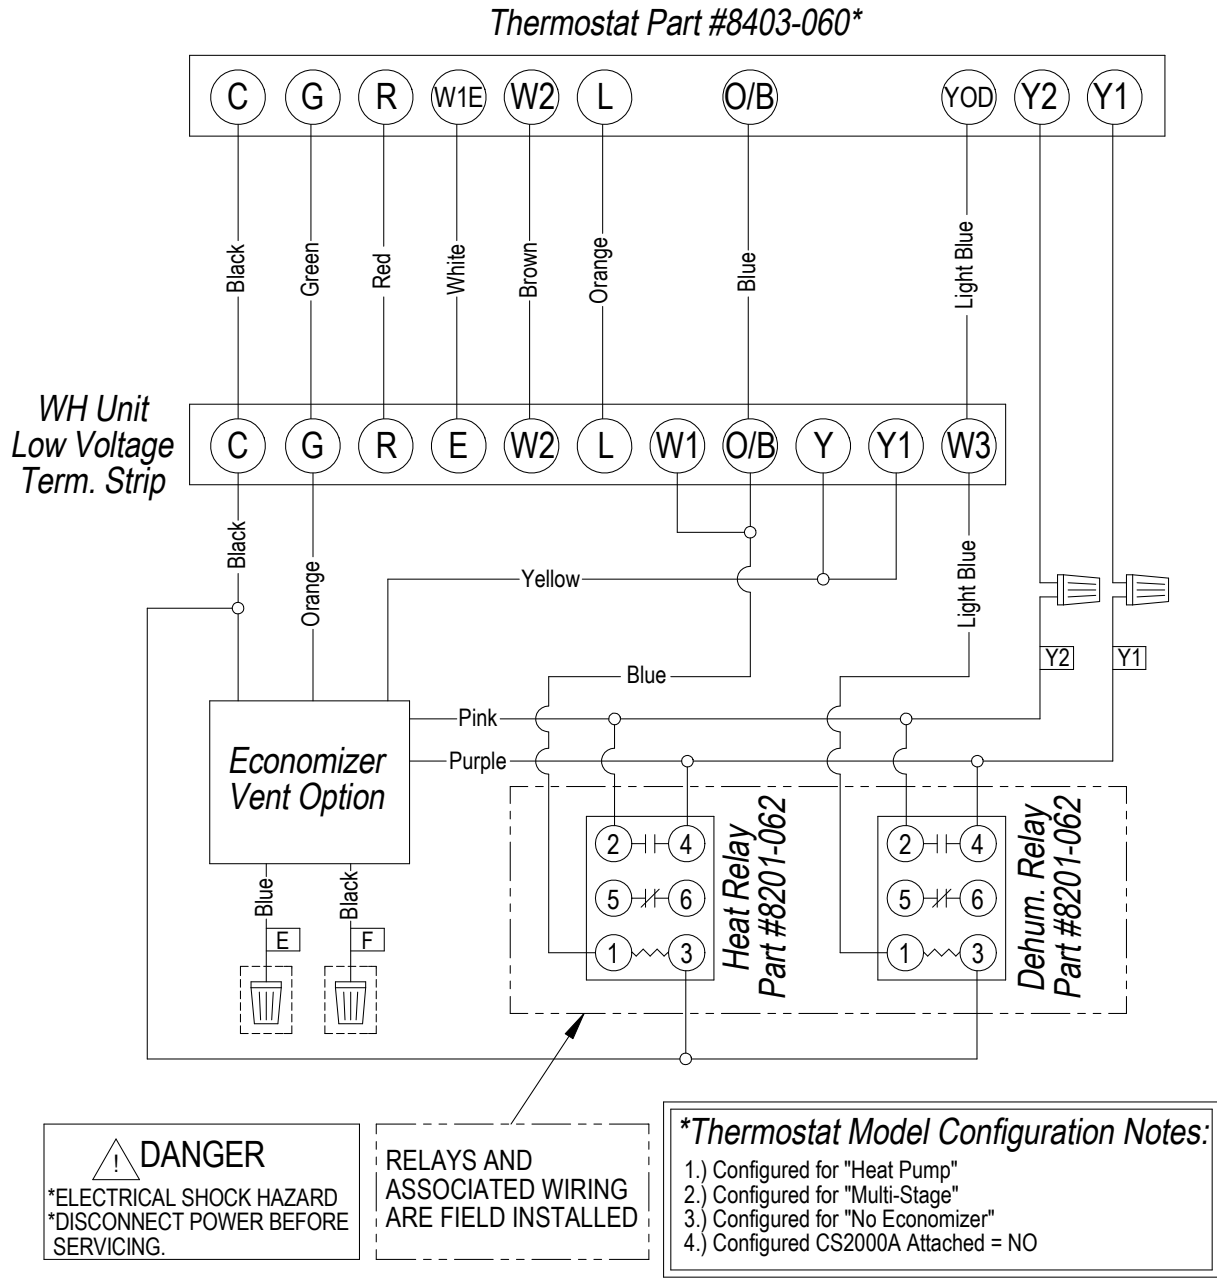 Thermostat Part #8403-060*
C G R W1E W2 L O/B YOD Y2 Y1
Black
Green
Red
White
Brown
Orange
Blue
Light Blue
WH Unit
Low Voltage
Term. Strip
C G R E W2 L W1 O/B Y Y1 W3
Black
Orange
Yellow
Light Blue
Y2
Y1
Blue
Pink
Purple
Economizer
Vent Option
Blue
Black
E
F
2 4
5 6
1 3
Heat Relay
Part #8201-062
2 4
5 6
1 3
Dehum. Relay
Part #8201-062
! DANGER
*ELECTRICAL SHOCK HAZARD
*DISCONNECT POWER BEFORE
SERVICING.
RELAYS AND
ASSOCIATED WIRING
ARE FIELD INSTALLED
*Thermostat Model Configuration Notes:
1.) Configured for "Heat Pump"
2.) Configured for "Multi-Stage"
3.) Configured for "No Economizer"
4.) Configured CS2000A Attached = NO